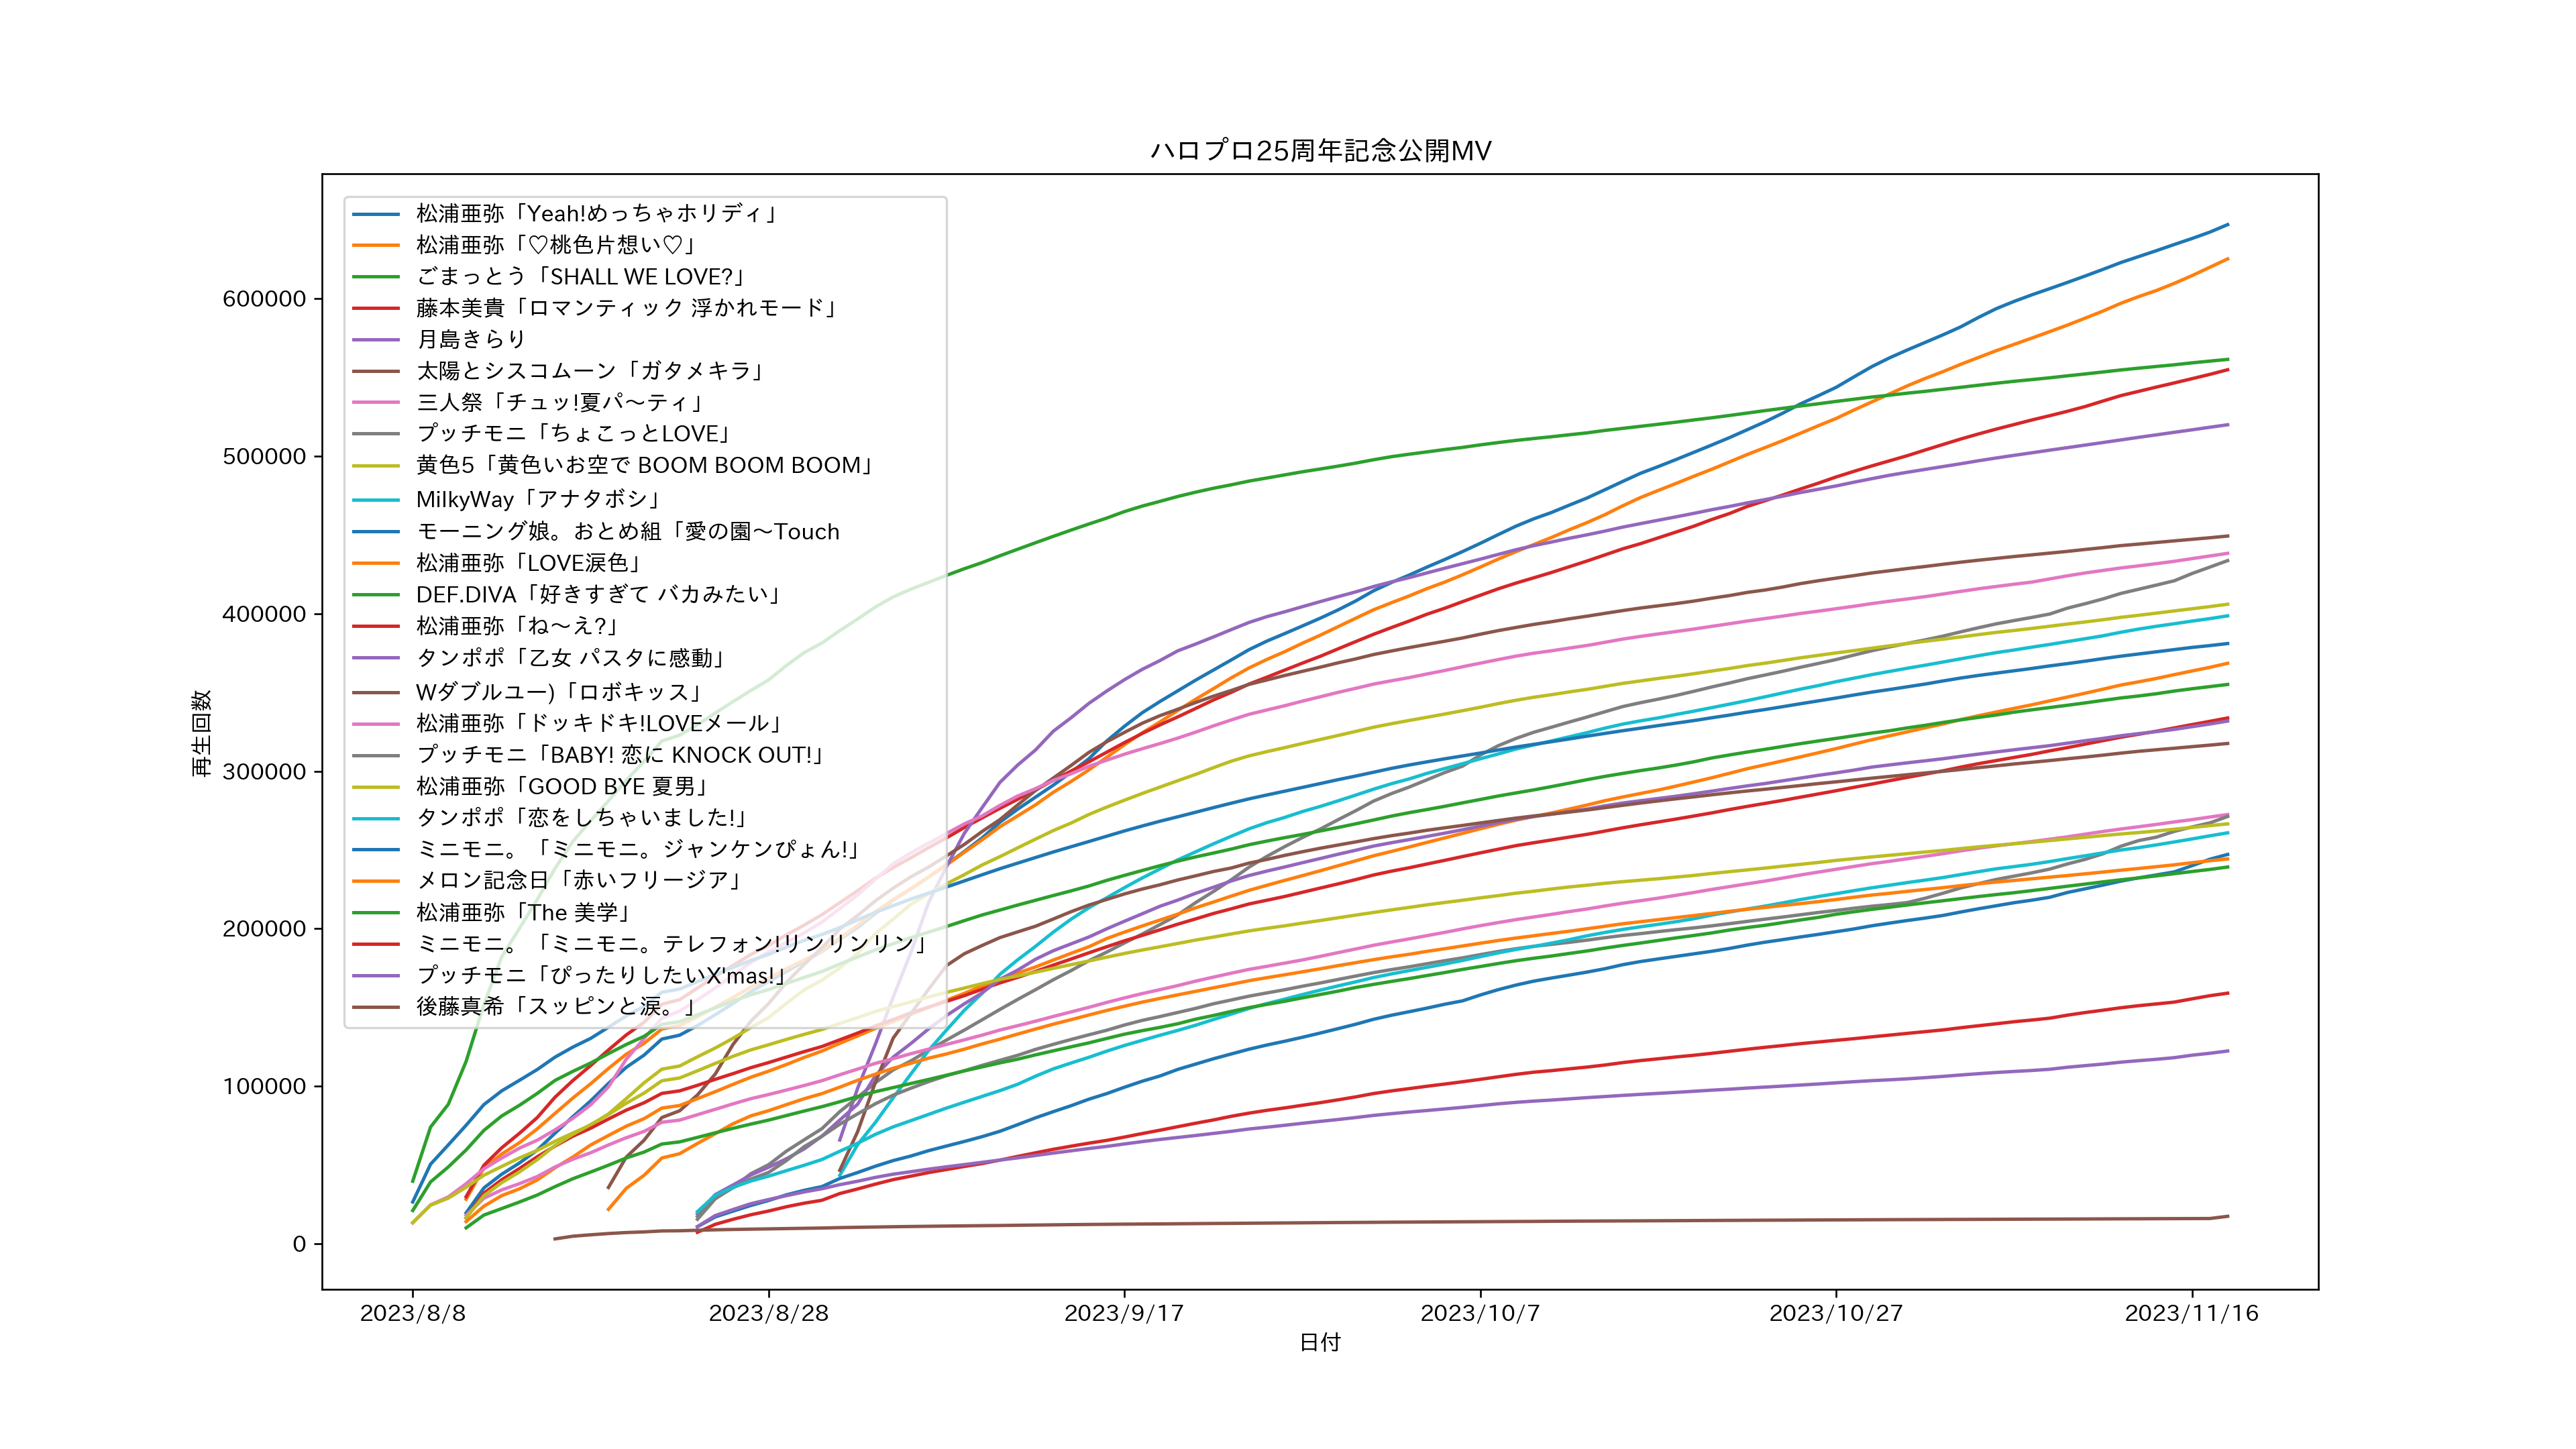 ハロプロ25周年記念公開MV
松浦亜弥「Yeah!めっちゃホリディ」
松浦亜弥「♡桃色片想い♡」
ごまっとう「SHALL WE LOVE?」
藤本美貴「ロマンティック 浮かれモード」
月島きらり
太陽とシスコムーン「ガタメキラ」
三人祭「チュッ!夏パ〜ティ」
プッチモニ「ちょこっとLOVE」
黄色5「黄色いお空で BOOM BOOM BOOM」
MilkyWay「アナタボシ」
モーニング娘。おとめ組「愛の園〜Touch
松浦亜弥「LOVE涙色」
DEF.DIVA「好きすぎて バカみたい」
松浦亜弥「ね〜え?」
タンポポ「乙女 パスタに感動」
Wダブルユー)「ロボキッス」
松浦亜弥「ドッキドキ!LOVEメール」
プッチモニ「BABY! 恋に KNOCK OUT!」
松浦亜弥「GOOD BYE 夏男」
タンポポ「恋をしちゃいました!」
ミニモニ。「ミニモニ。ジャンケンぴょん!」
メロン記念日「赤いフリージア」
松浦亜弥「The 美学」
ミニモニ。「ミニモニ。テレフォン!リンリンリン」
プッチモニ「ぴったりしたいX'mas!」
後藤真希「スッピンと涙。」
再生回数
600000
500000
400000
300000
200000
100000
0
2023/8/8
2023/8/28
2023/9/17
2023/10/7
2023/10/27
2023/11/16
日付